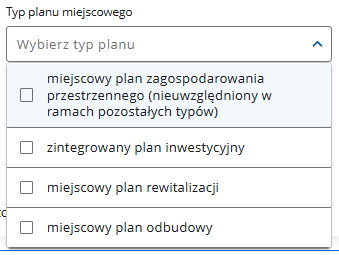 Typ planu miejscowego
Wybierz typ planu
miejscowy plan zagospodarowania
przestrzennego (nieuwzględniony w
ramach pozostałych typów)
zintegrowany plan inwestycyjny
miejscowy plan rewitalizacji
miejscowy plan odbudowy